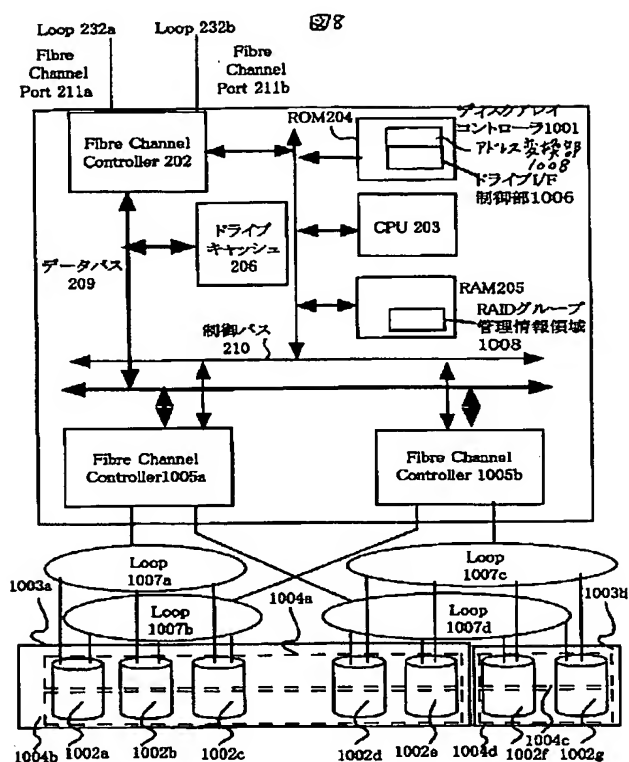 図8
Loop 232a
Loop 232b
Fibre
Channel
Port 211a
Fibre
Channel
Port 211b
Fibre Channel
Controller 202
ROM204
ディスクアレイ
コントローラ1001
アドレス変換部
1008
ドライブI/F
制御部1006
ドライブ
キャッシュ
206
CPU 203
データバス
209
RAM205
RAIDグループ
管理情報領域
1008
制御バス
210
Fibre Channel
Controller1005a
Fibre Channel
Controller 1005b
Loop
1007a
Loop
1007c
1003a
1004a
1003b
Loop
1007b
Loop
1007d
1004b
1002a
1002b
1002c
1002d
1002e
1004d
1002f
1004c
1002g